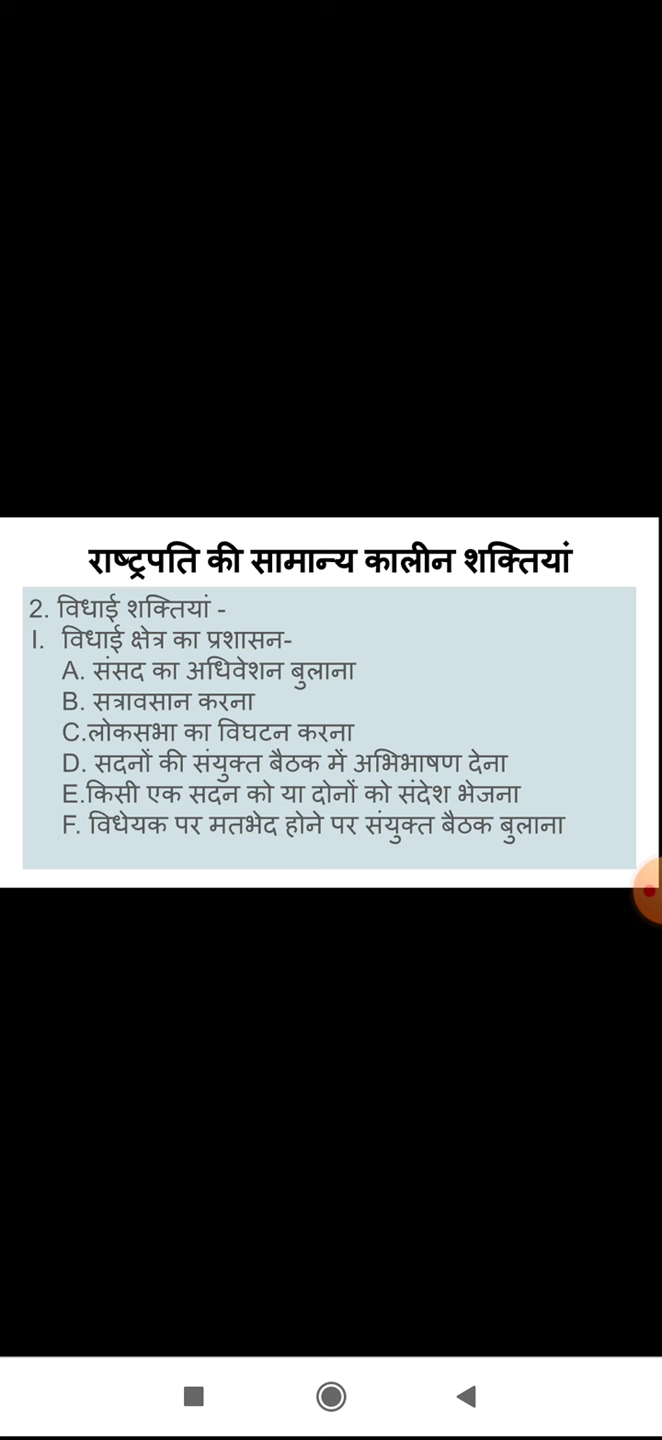 राष्ट्रपति की सामान्य कालीन शक्तियां
2. विधाई शक्तियां -
I. विधाई क्षेत्र का प्रशासन-
A. संसद का अधिवेशन बुलाना
B. सत्रावसान करना
C.लोकसभा का विघटन करना
D. सदनों की संयुक्त बैठक में अभिभाषण देना
E.किसी एक सदन को या दोनों को संदेश भेजना
F. विधेयक पर मतभेद होने पर संयुक्त बैठक बुलाना